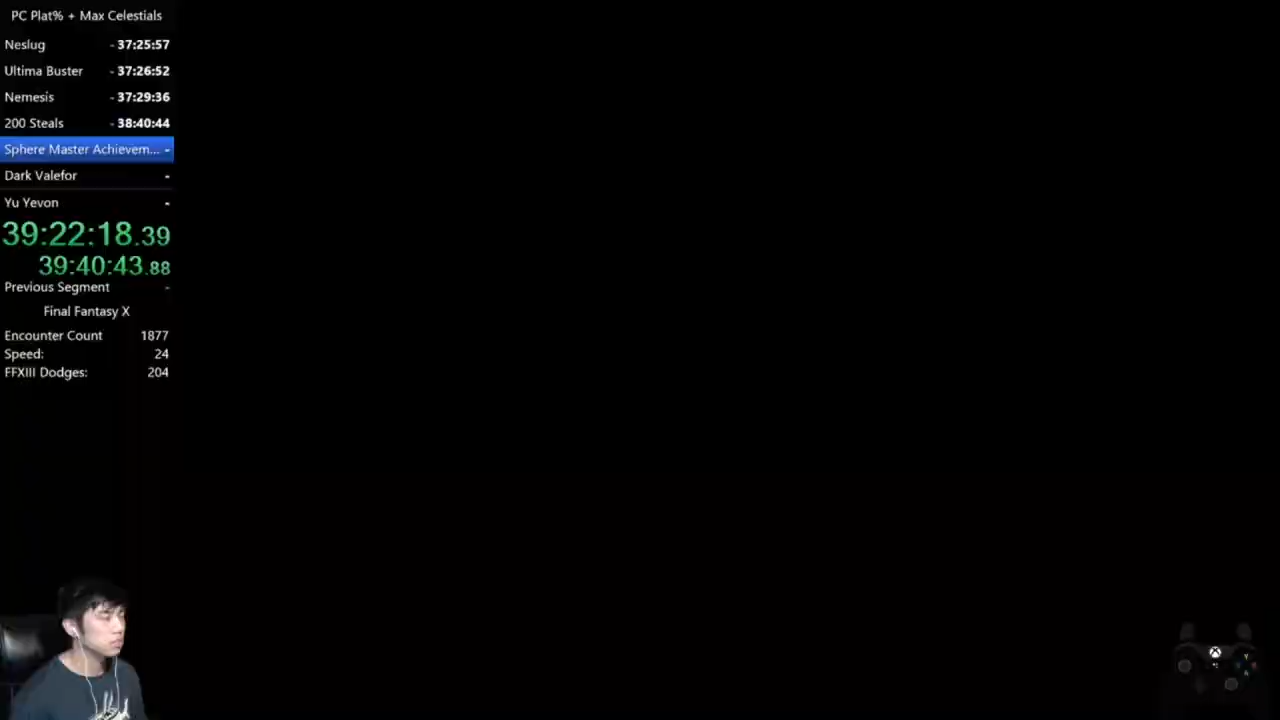 PC Plat% + Max Celestials
Neslug - 37:25:57
Ultima Buster - 37:26:52
Nemesis - 37:29:36
200 Steals - 38:40:44
Sphere Master Achievem... -
Dark Valefor -
Yu Yevon -
39:22:18.39
39:40:43.88
Previous Segment -
Final Fantasy X
Encounter Count 1877
Speed: 24
FFXIII Dodges: 204